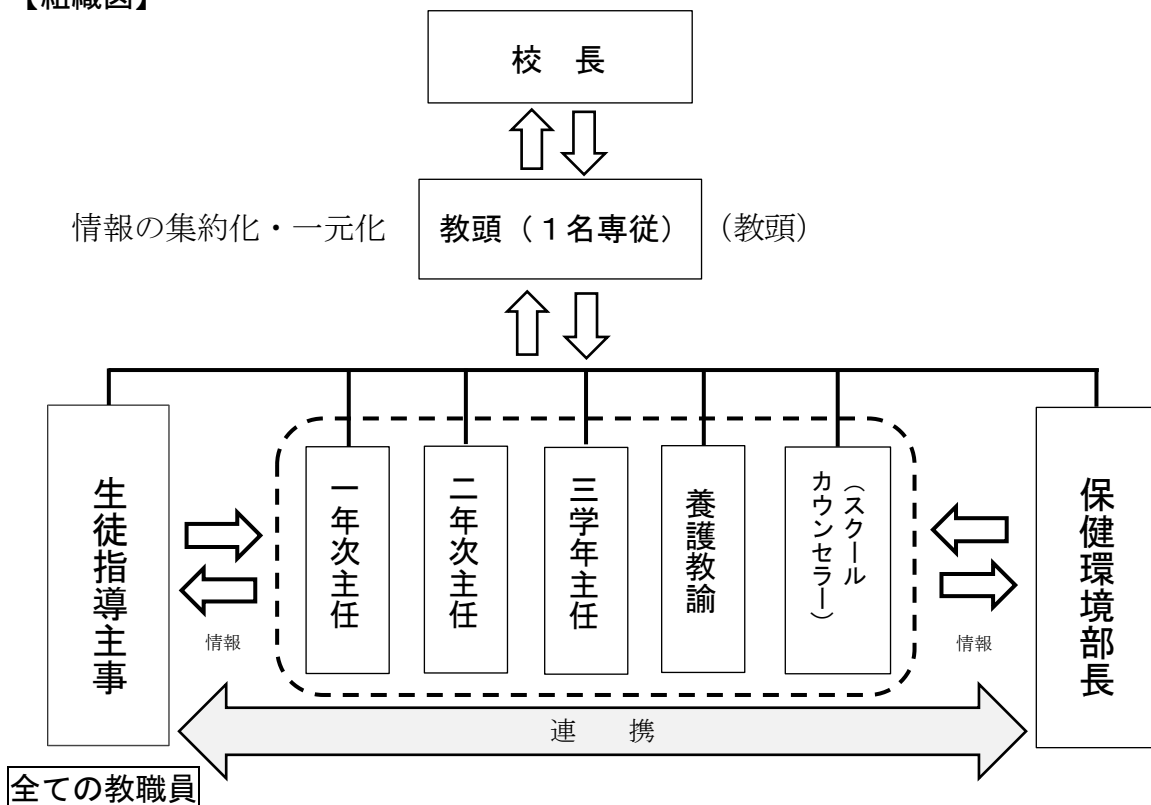 【組織図】
校　長
情報の集約化・一元化
教頭（１名専従）
（教頭）
生徒指導主事
一年次主任
二年次主任
三学年主任
養護教諭
（スクール
カウンセラー）
保健環境部長
情報
情報
連　携
全ての教職員